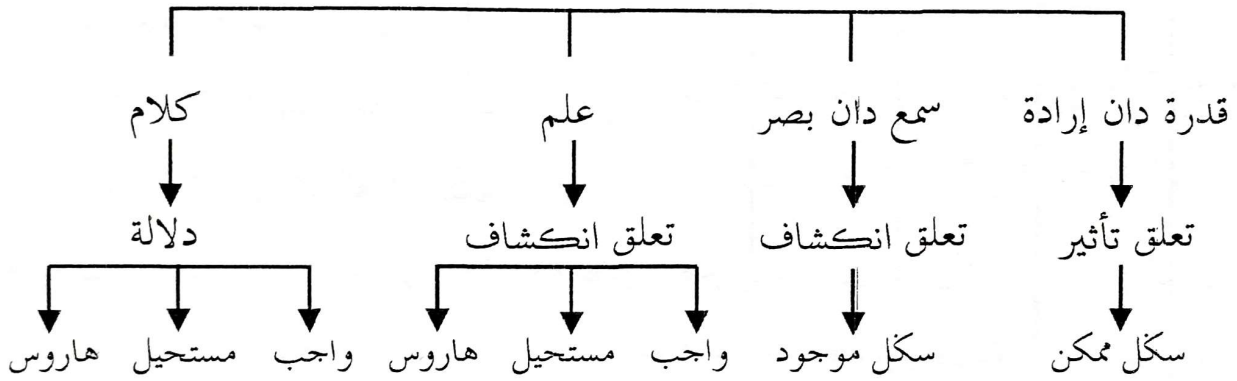 قدرة دان إرادة سمع دان بصر علم كلام
تعلق تأثير تعلق انكشاف تعلق انكشاف دلالة
سكل ممكن سكل موجود واجب مستحيل هاروس واجب مستحيل هاروس